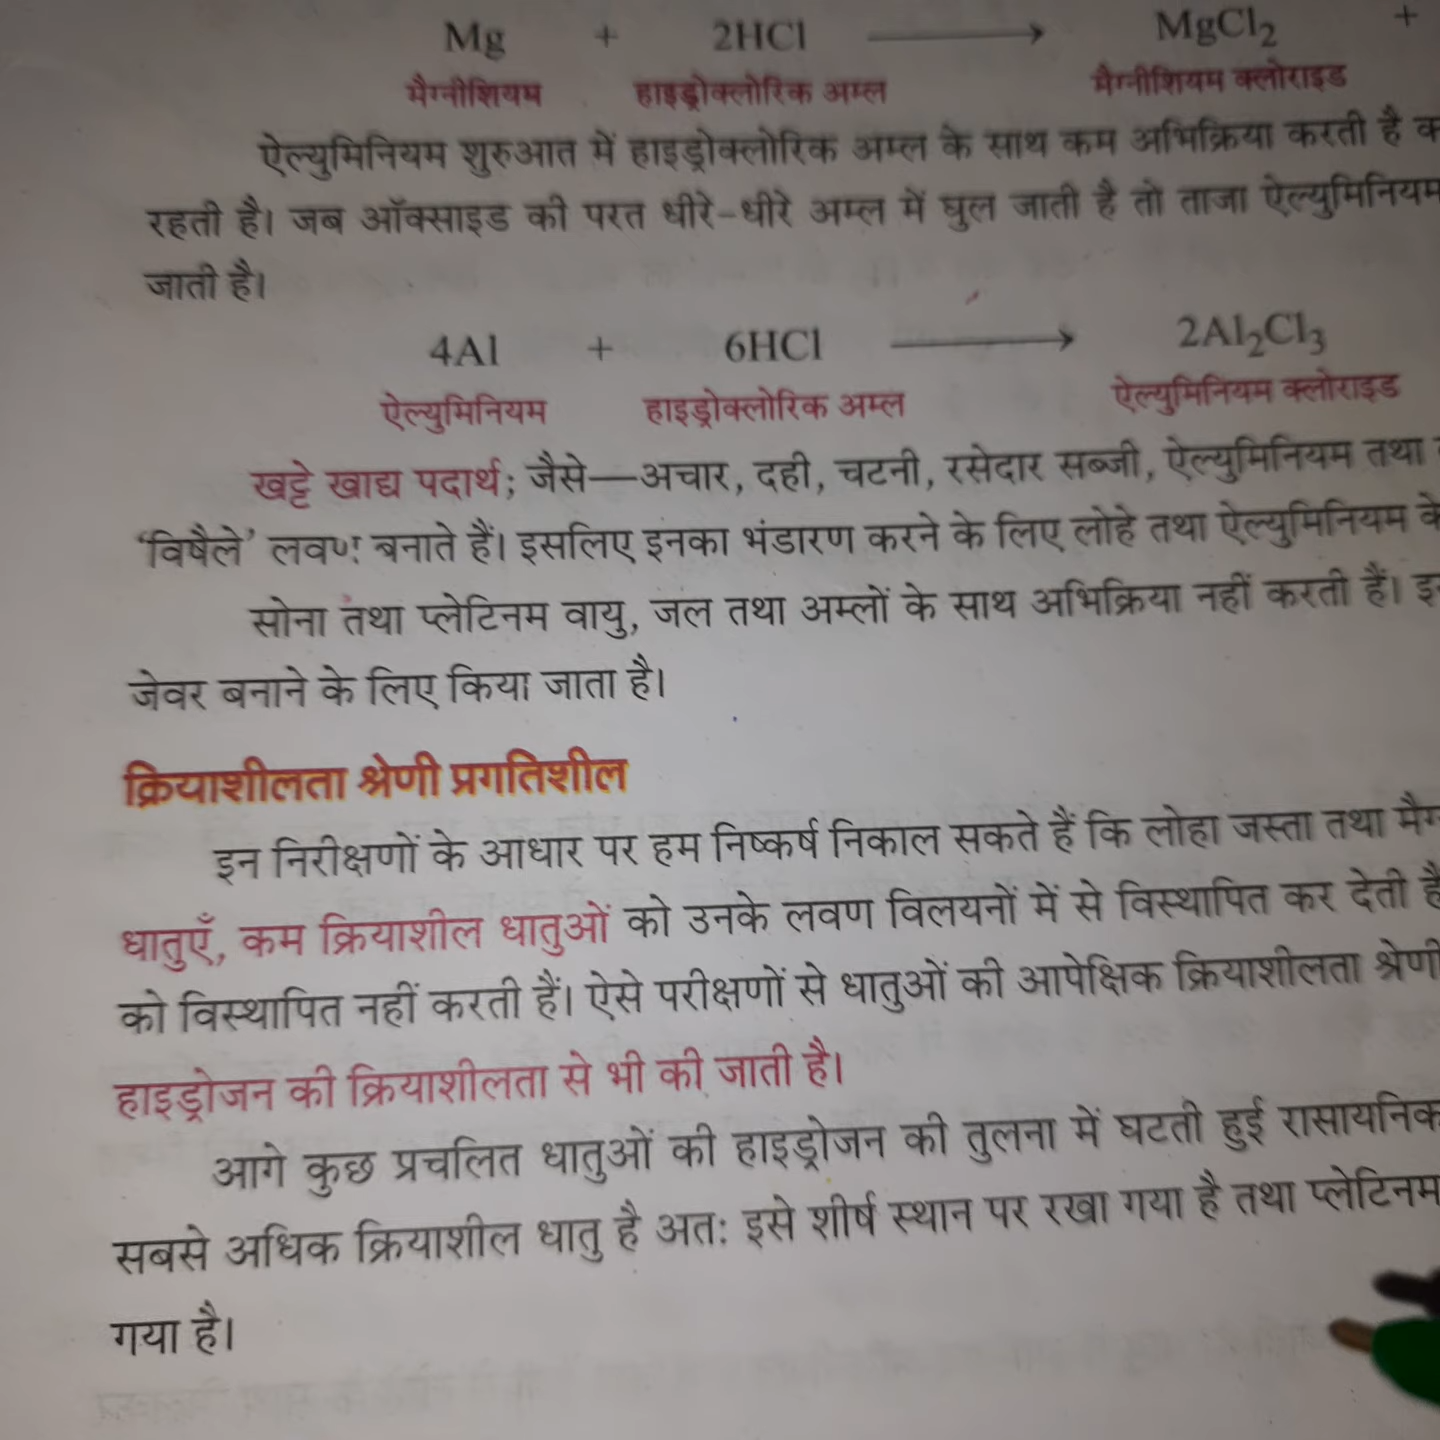 Mg + 2HCl ⟶ MgCl₂ +
मैग्नीशियम हाइड्रोक्लोरिक अम्ल मैग्नीशियम क्लोराइड
ऐल्युमिनियम शुरुआत में हाइड्रोक्लोरिक अम्ल के साथ कम अभिक्रिया करती है
रहती है। जब ऑक्साइड की परत धीरे-धीरे अम्ल में घुल जाती है तो ताजा ऐल्युमिनियम
जाती है।
4Al + 6HCl ⟶ 2Al₂Cl₃
ऐल्युमिनियम हाइड्रोक्लोरिक अम्ल ऐल्युमिनियम क्लोराइड
खट्टे खाद्य पदार्थ; जैसे—अचार, दही, चटनी, रसेदार सब्जी, ऐल्युमिनियम तथा
‘विषैले’ लवण बनाते हैं। इसलिए इनका भंडारण करने के लिए लोहे तथा ऐल्युमिनियम के
सोना तथा प्लेटिनम वायु, जल तथा अम्लों के साथ अभिक्रिया नहीं करती हैं।
जेवर बनाने के लिए किया जाता है।
क्रियाशीलता श्रेणी प्रगतिशील
इन निरीक्षणों के आधार पर हम निष्कर्ष निकाल सकते हैं कि लोहा जस्ता तथा
धातुएँ, कम क्रियाशील धातुओं को उनके लवण विलयनों में से विस्थापित कर देती
को विस्थापित नहीं करती हैं। ऐसे परीक्षणों से धातुओं की आपेक्षिक क्रियाशीलता श्रेणी
हाइड्रोजन की क्रियाशीलता से भी की जाती है।
आगे कुछ प्रचलित धातुओं की हाइड्रोजन की तुलना में घटती हुई रासायनिक
सबसे अधिक क्रियाशील धातु है अतः इसे शीर्ष स्थान पर रखा गया है तथा प्लेटिनम
गया है।